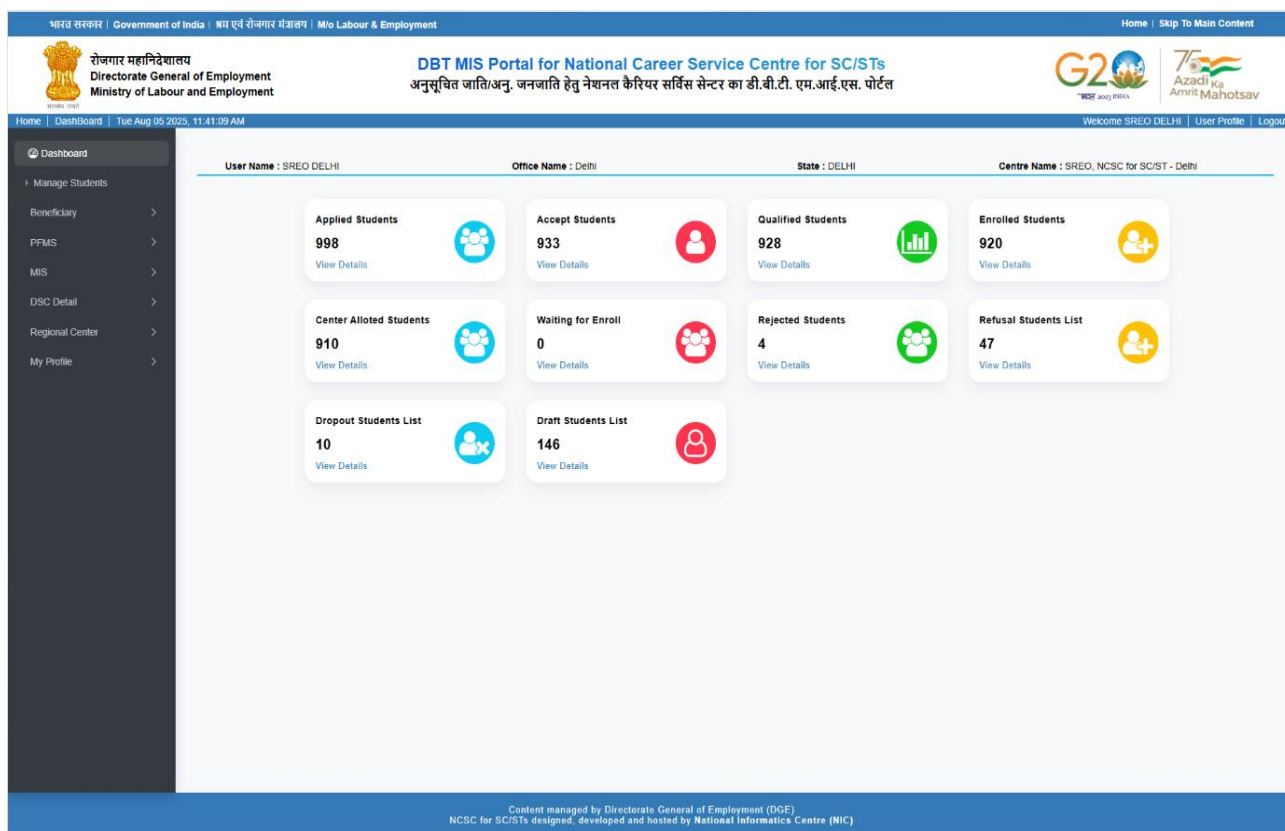 भारत सरकार | Government of India | श्रम एवं रोजगार मंत्रालय | M/o Labour & Employment
Home | Skip To Main Content
रोजगार महानिदेशालय
Directorate General of Employment
Ministry of Labour and Employment
सत्यमेव जयते
DBT MIS Portal for National Career Service Centre for SC/STs
अनुसूचित जाति/अनु. जनजाति हेतु नेशनल कैरियर सर्विस सेन्टर का डी.बी.टी. एम.आई.एस. पोर्टल
G20
भारत 2023 INDIA
75
Azadi Ka
Amrit Mahotsav
Home | DashBoard | Tue Aug 05 2025, 11:41:09 AM
Welcome SREO DELHI | User Profile | Logou
Dashboard
Manage Students
Beneficiary
PFMS
MIS
DSC Detail
Regional Center
My Profile
User Name : SREO DELHI
Office Name : Delhi
State : DELHI
Centre Name : SREO, NCSC for SC/ST - Delhi
Applied Students
998
View Details
Accept Students
933
View Details
Qualified Students
928
View Details
Enrolled Students
920
View Details
Center Alloted Students
910
View Details
Waiting for Enroll
0
View Details
Rejected Students
4
View Details
Refusal Students List
47
View Details
Dropout Students List
10
View Details
Draft Students List
146
View Details
Content managed by Directorate General of Employment (DGE)
NCSC for SC/STs designed, developed and hosted by National Informatics Centre (NIC)